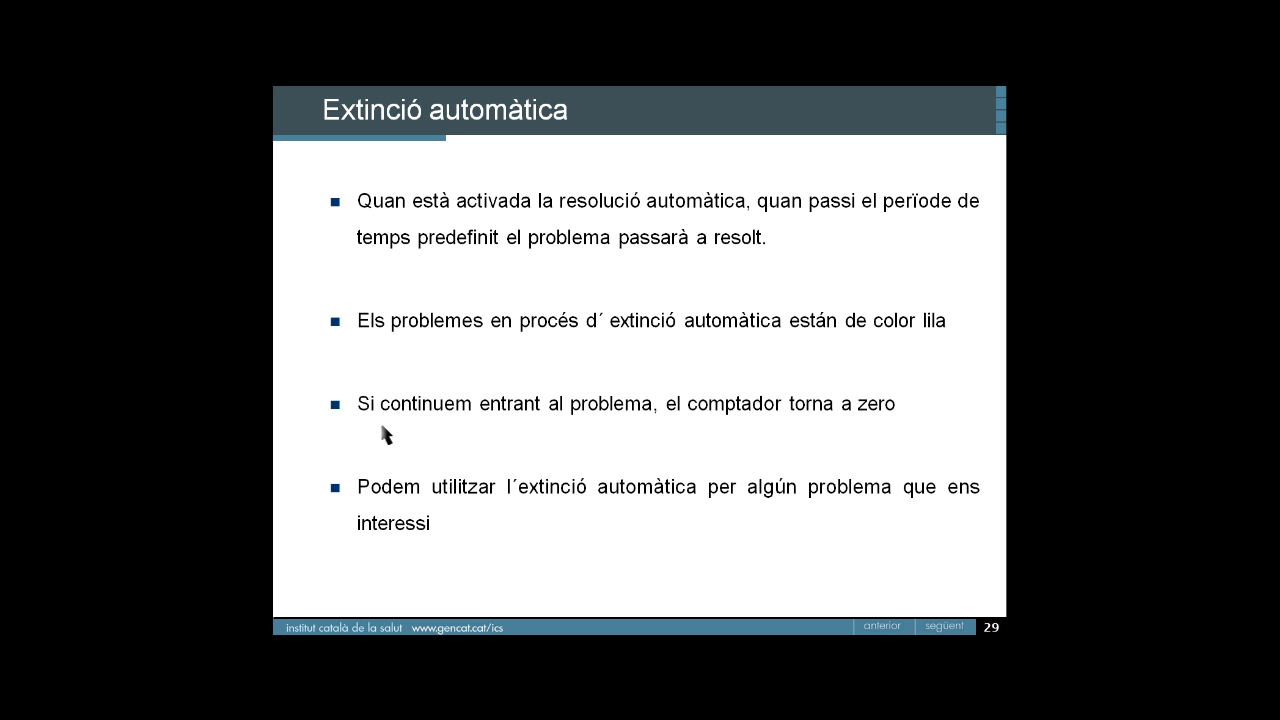 Extinció automàtica
Quan està activada la resolució automàtica, quan passi el perïode de
temps predefinit el problema passarà a resolt.
Els problemes en procés d´ extinció automàtica están de color lila
Si continuem entrant al problema, el comptador torna a zero
Podem utilitzar l´extinció automàtica per algún problema que ens
interessi
institut català de la salut www.gencat.cat/ics anterior següent 29